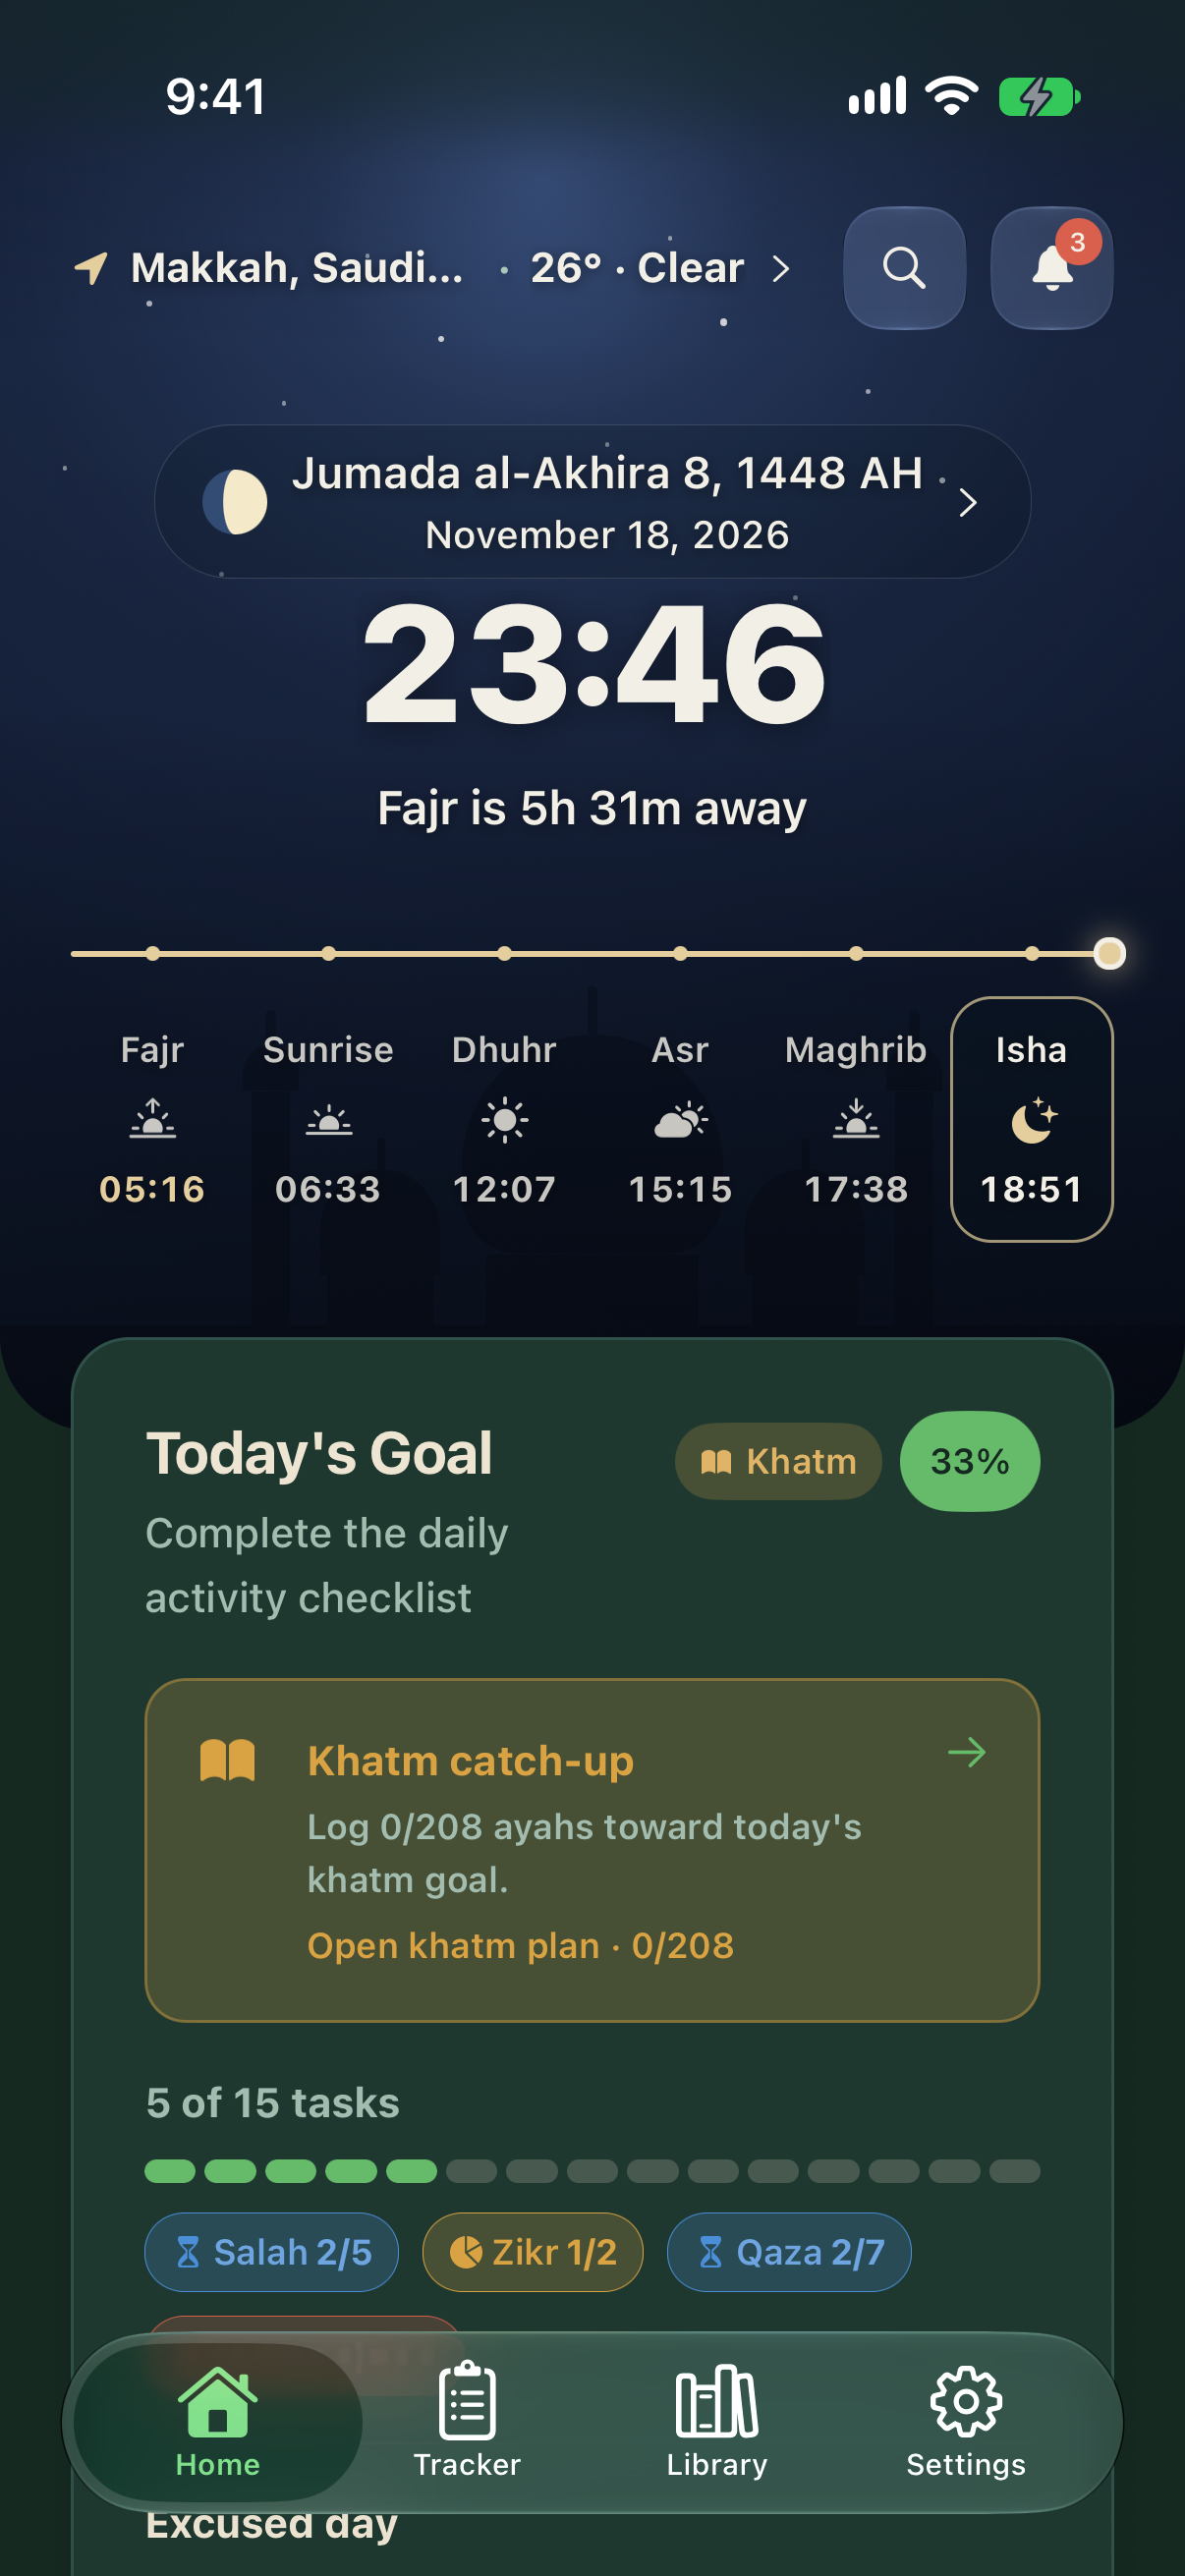 9:41
Makkah, Saudi... · 26° · Clear
3
Jumada al-Akhira 8, 1448 AH
November 18, 2026
23:46
Fajr is 5h 31m away
Fajr Sunrise Dhuhr Asr Maghrib Isha
05:16 06:33 12:07 15:15 17:38 18:51
Today's Goal
Khatm 33%
Complete the daily
activity checklist
Khatm catch-up
Log 0/208 ayahs toward today's
khatm goal.
Open khatm plan · 0/208
5 of 15 tasks
Salah 2/5 Zikr 1/2 Qaza 2/7
Home Tracker Library Settings
Excused day